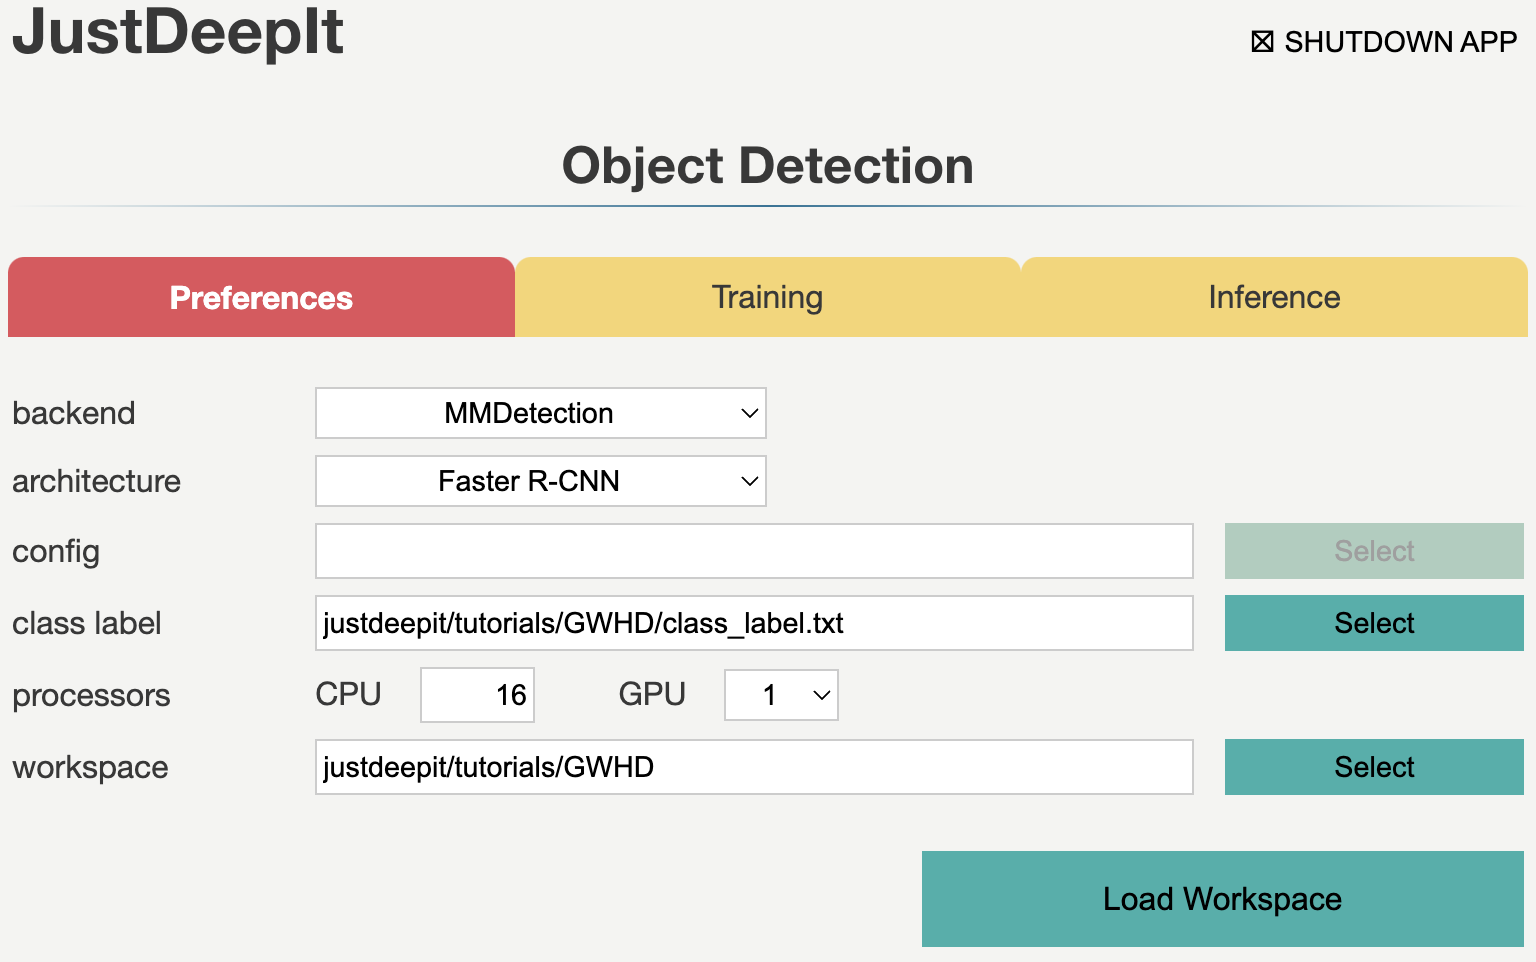 JustDeepIt
☒ SHUTDOWN APP
Object Detection
Preferences Training Inference
backend MMDetection
architecture Faster R-CNN
config Select
class label justdeepit/tutorials/GWHD/class_label.txt Select
processors CPU 16 GPU 1
workspace justdeepit/tutorials/GWHD Select
Load Workspace